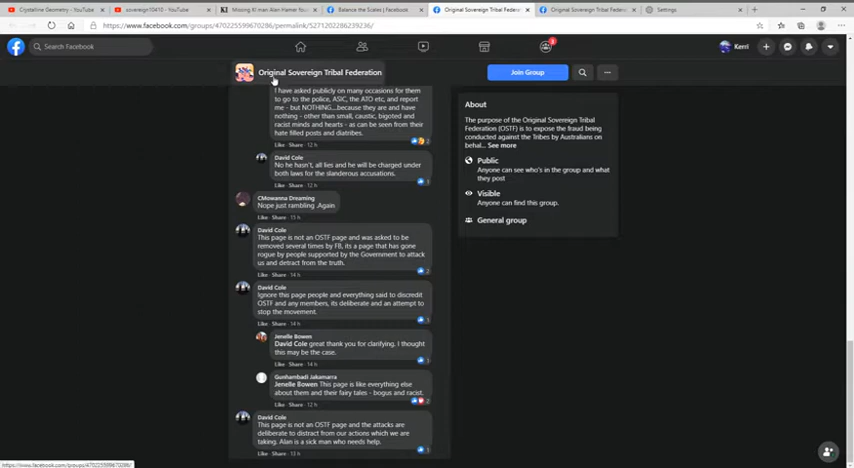 Crystalline Geometry - YouTube
sovereign10410 - YouTube
Missing KI man Alan Hamer fou
Balance the Scales | Facebook
Original Sovereign Tribal Federati
Original Sovereign Tribal Federati
Settings
https://www.facebook.com/groups/470225599670286/permalink/5271202286239236/
Search Facebook
8
Kerri
Original Sovereign Tribal Federation
Join Group
I have asked publicly on many occasions for them
to go to the police, ASIC, the ATO etc, and report
me - but NOTHING...because they are and have
nothing - other than small, caustic, bigoted and
racist minds and hearts - as can be seen from their
hate filled posts and diatribes.
2
Like · Share · 12 h
David Cole
No he hasn't, all lies and he will be charged under
both laws for the slanderous accusations.
1
Like · Share · 12 h
CMowanna Dreaming
Nope just rambling .Again
Like · Share · 15 h
David Cole
This page is not an OSTF page and was asked to be
removed several times by FB, its a page that has gone
rogue by people supported by the Government to attack
us and detract from the truth.
2
Like · Share · 14 h
David Cole
Ignore this page people and everything said to discredit
OSTF and any members, its deliberate and an attempt to
stop the movement.
Like · Share · 14 h
Jenelle Bowen
David Cole great thank you for clarifying. I thought
this may be the case.
Like · Share · 14 h
Gunhambadi Jakamarra
Jenelle Bowen This page is like everything else
about them and their fairy tales - bogus and racist.
2
Like · Share · 12 h
David Cole
This page is not an OSTF page and the attacks are
deliberate to distract from our actions which we are
taking. Alan is a sick man who needs help.
1
Like · Share · 13 h
About
The purpose of the Original Sovereign Tribal
Federation (OSTF) is to expose the fraud being
conducted against the Tribes by Australians on
behal... See more
Public
Anyone can see who's in the group and what
they post
Visible
Anyone can find this group.
General group
https://www.facebook.com/groups/470225599670286/